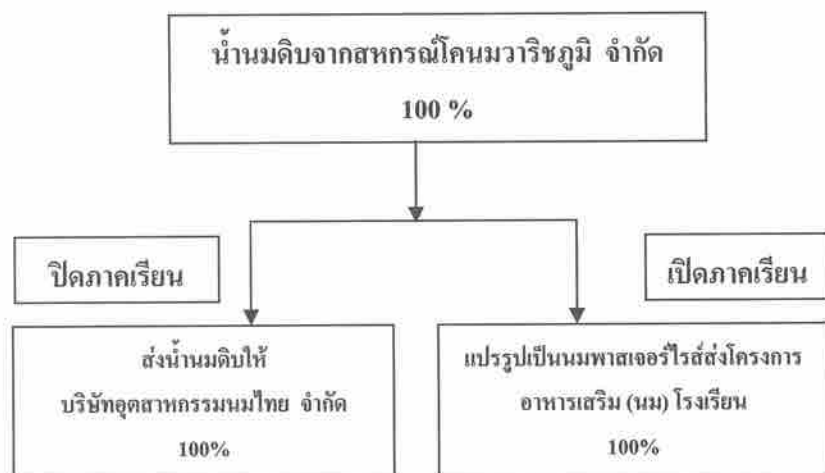 น้ำนมดิบจากสหกรณ์โคนมวาริชภูมิ จำกัด
100 %
ปิดภาคเรียน
เปิดภาคเรียน
ส่งน้ำนมดิบให้
บริษัทอุตสาหกรรมนมไทย จำกัด
100%
แปรรูปเป็นนมพาสเจอร์ไรส์ส่งโครงการ
อาหารเสริม (นม) โรงเรียน
100%